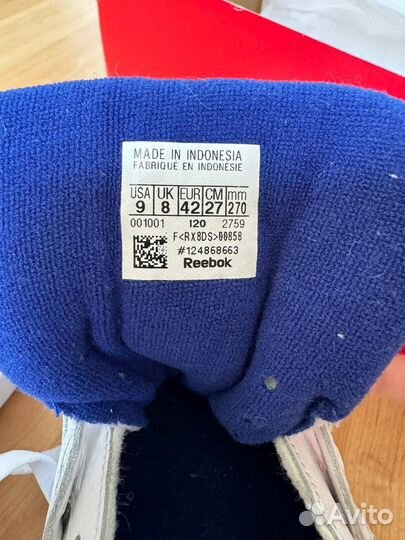 MADE IN INDONESIA
FABRIQUÉ EN INDONÉSIE
USA UK EUR CM mm
9 8 42 27 270
001001 120 2759
F<RX8DS>00858
#124868663
Reebok
Avito